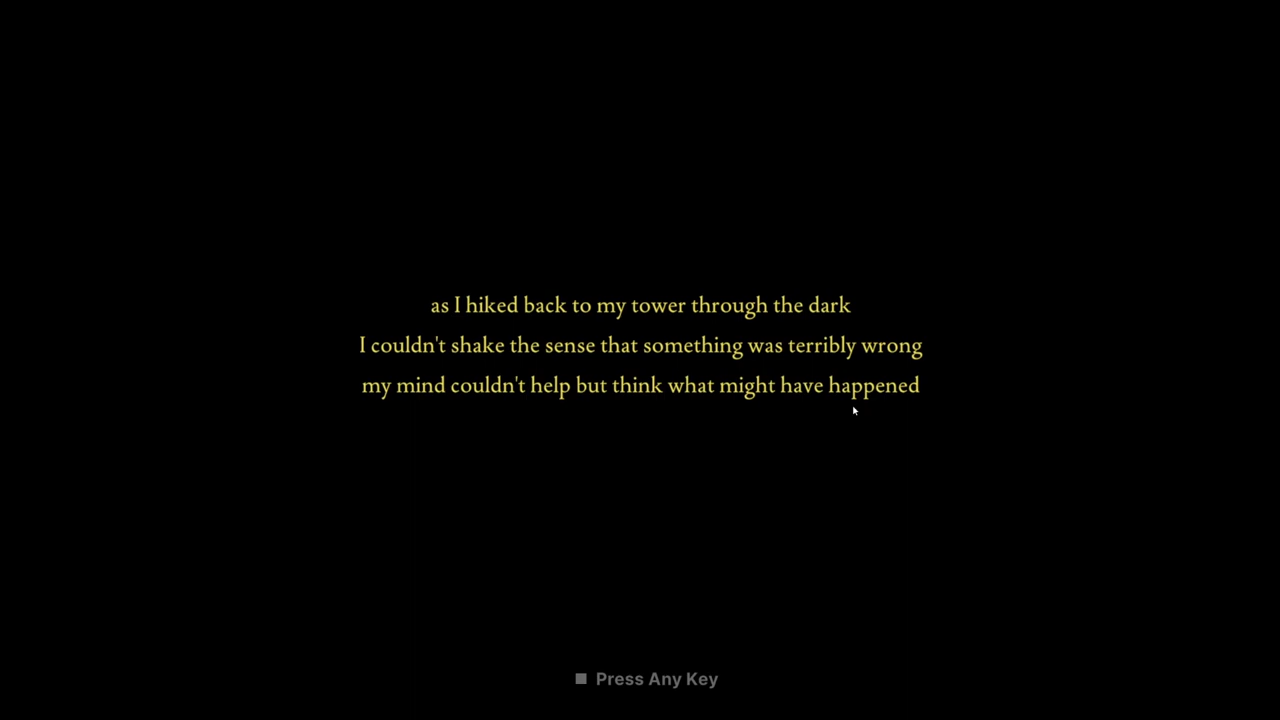 as I hiked back to my tower through the dark
I couldn't shake the sense that something was terribly wrong
my mind couldn't help but think what might have happened
Press Any Key